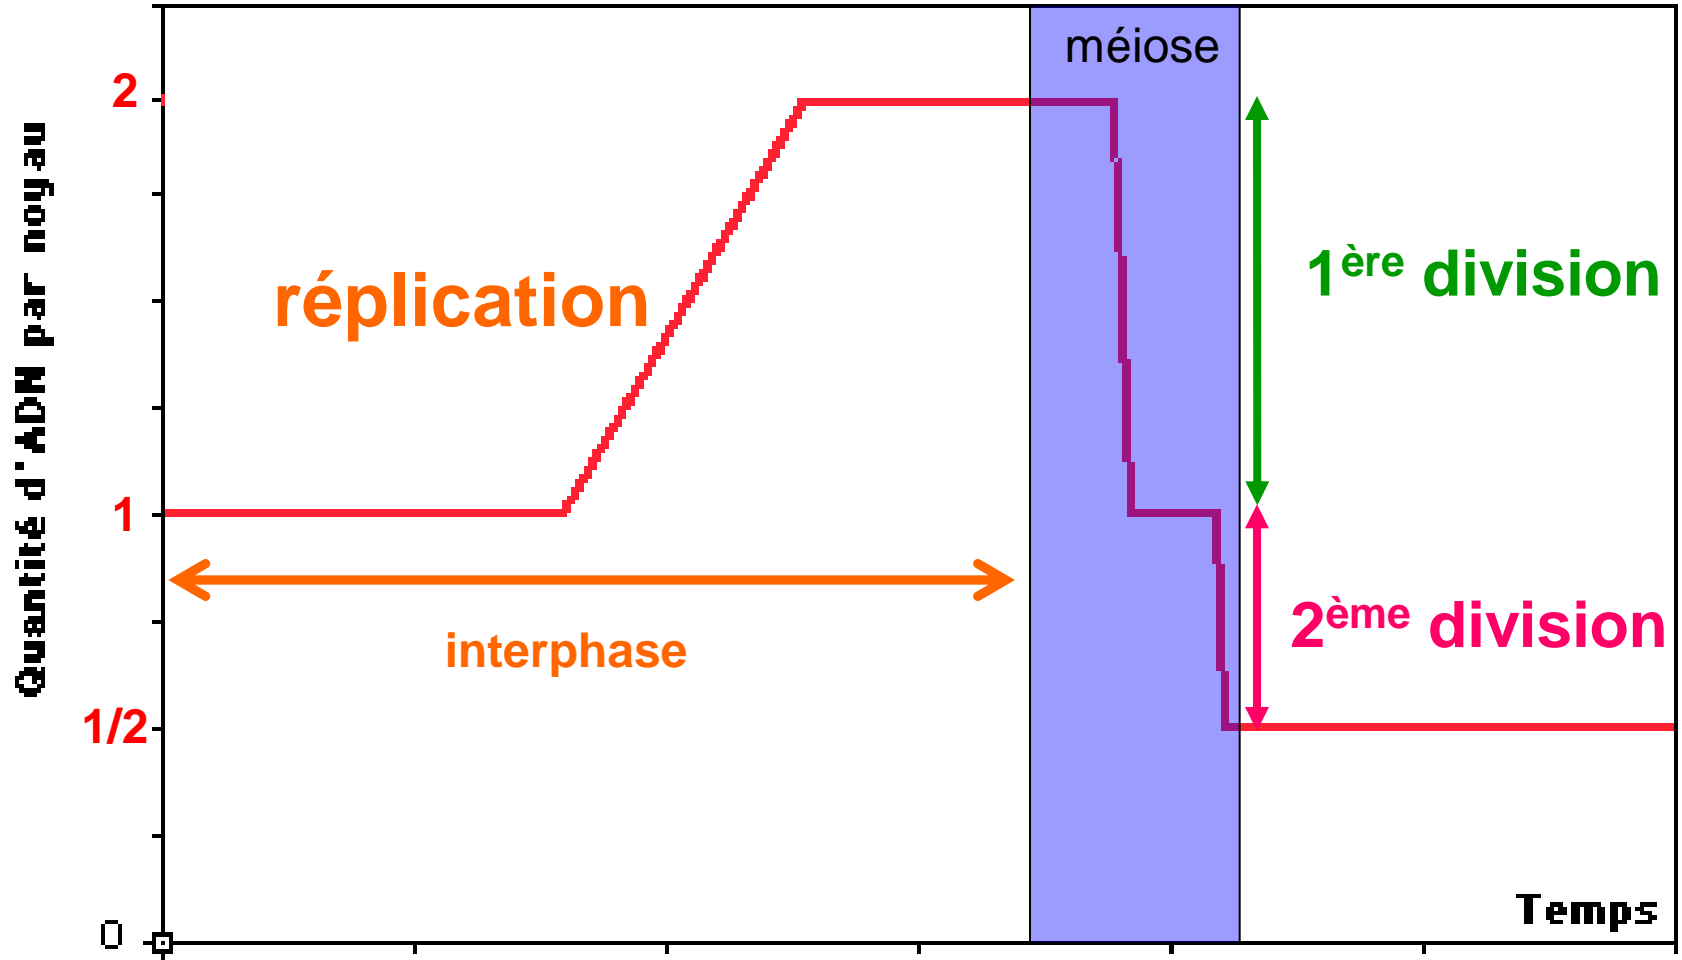 méiose
2
réplication
1ère division
Quantité d'ADN par noyau
1
interphase
2ème division
1/2
Temps
0